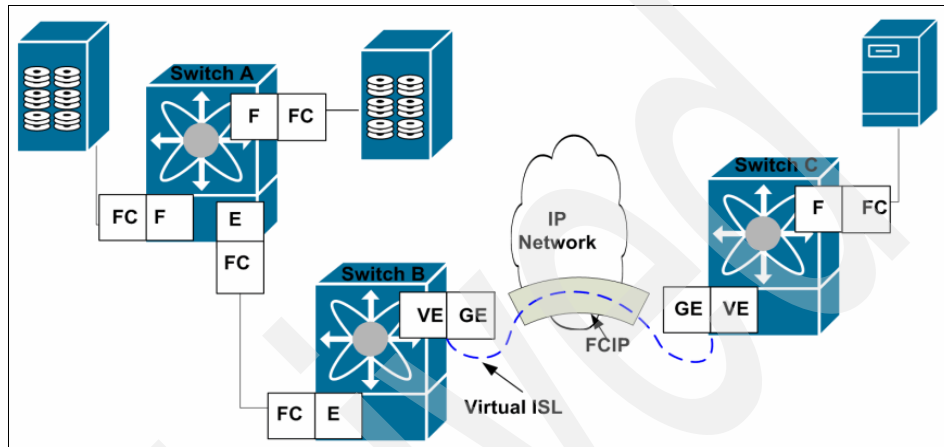 Switch A
F FC
FC F
E
FC
Switch B
VE GE
FC E
Virtual ISL
IP
Network
FCIP
Switch C
F FC
GE VE